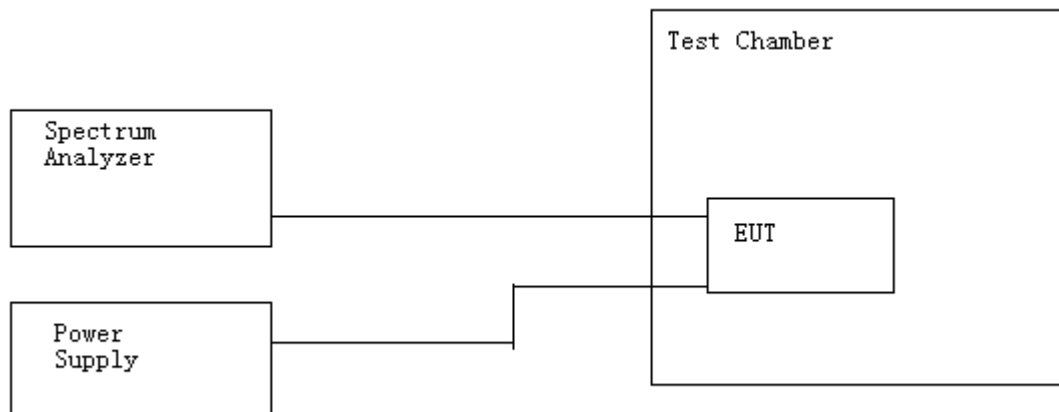 Test Chamber
Spectrum
Analyzer
EUT
Power
Supply